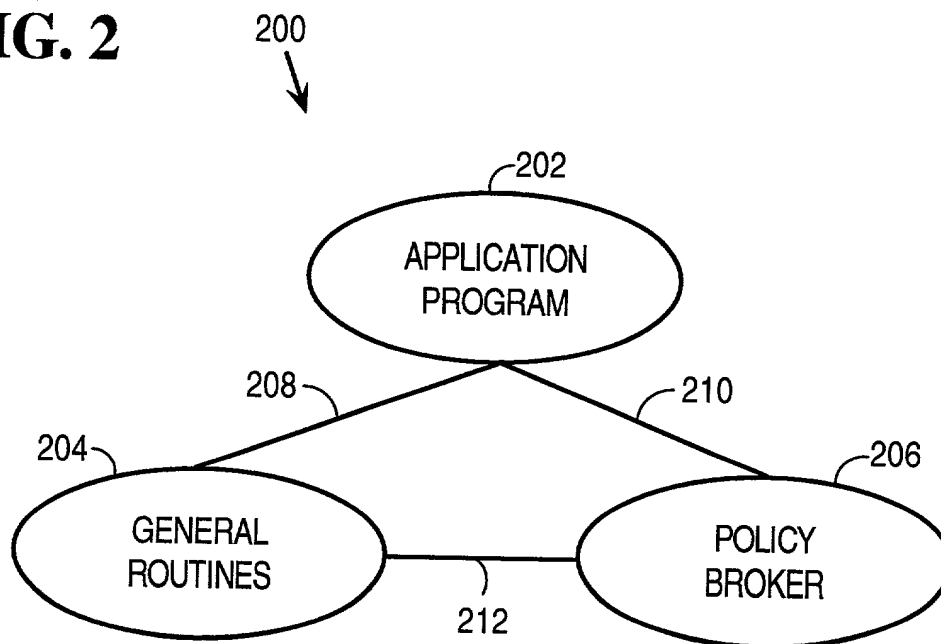 IG. 2
200
202
APPLICATION
PROGRAM
208
210
204
206
GENERAL
ROUTINES
POLICY
BROKER
212